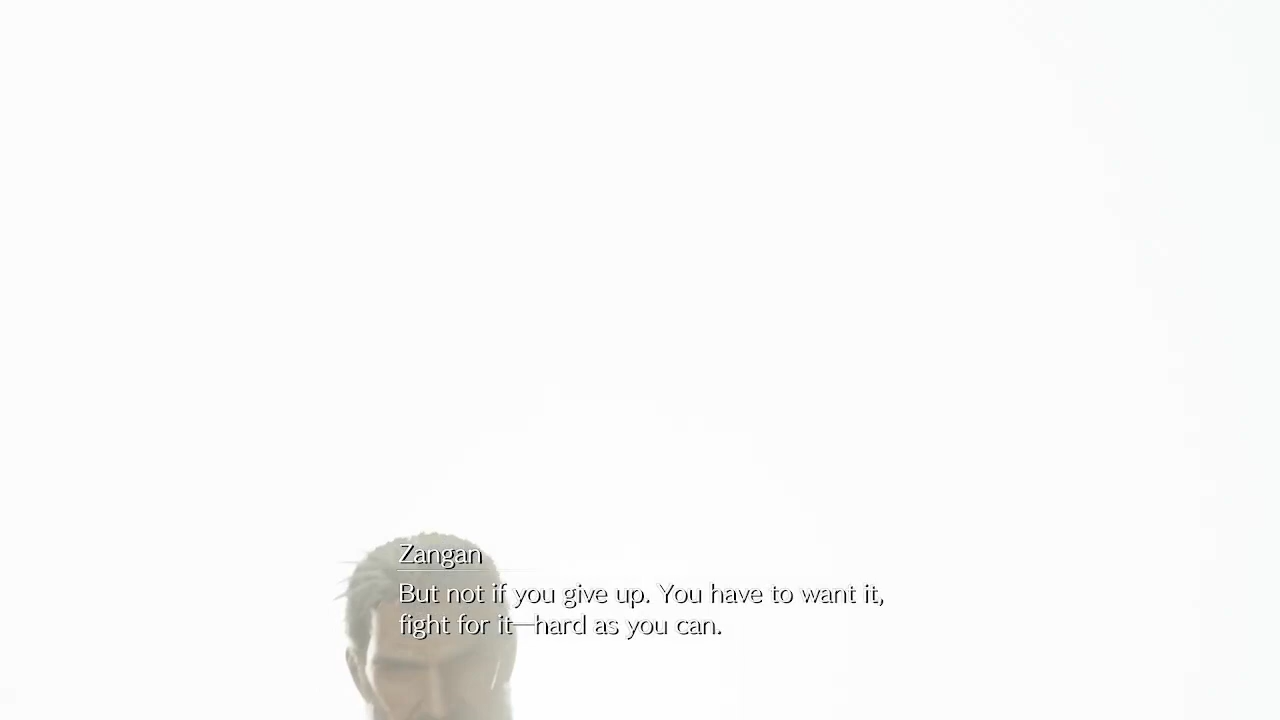 Zangan
But not if you give up. You have to want it,
fight for it—hard as you can.